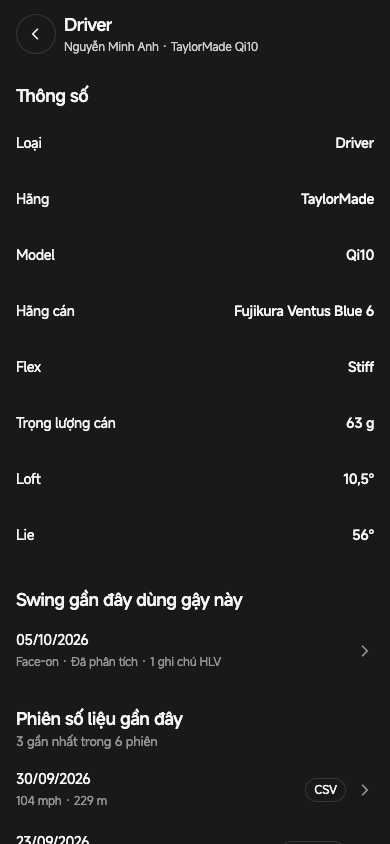 Driver
Nguyễn Minh Anh · TaylorMade Qi10
Thông số
Loại Driver
Hãng TaylorMade
Model Qi10
Hãng cán Fujikura Ventus Blue 6
Flex Stiff
Trọng lượng cán 63 g
Loft 10,5°
Lie 56°
Swing gần đây dùng gậy này
05/10/2026
Face-on · Đã phân tích · 1 ghi chú HLV
Phiên số liệu gần đây
3 gần nhất trong 6 phiên
30/09/2026
104 mph · 229 m
CSV
23/09/2026